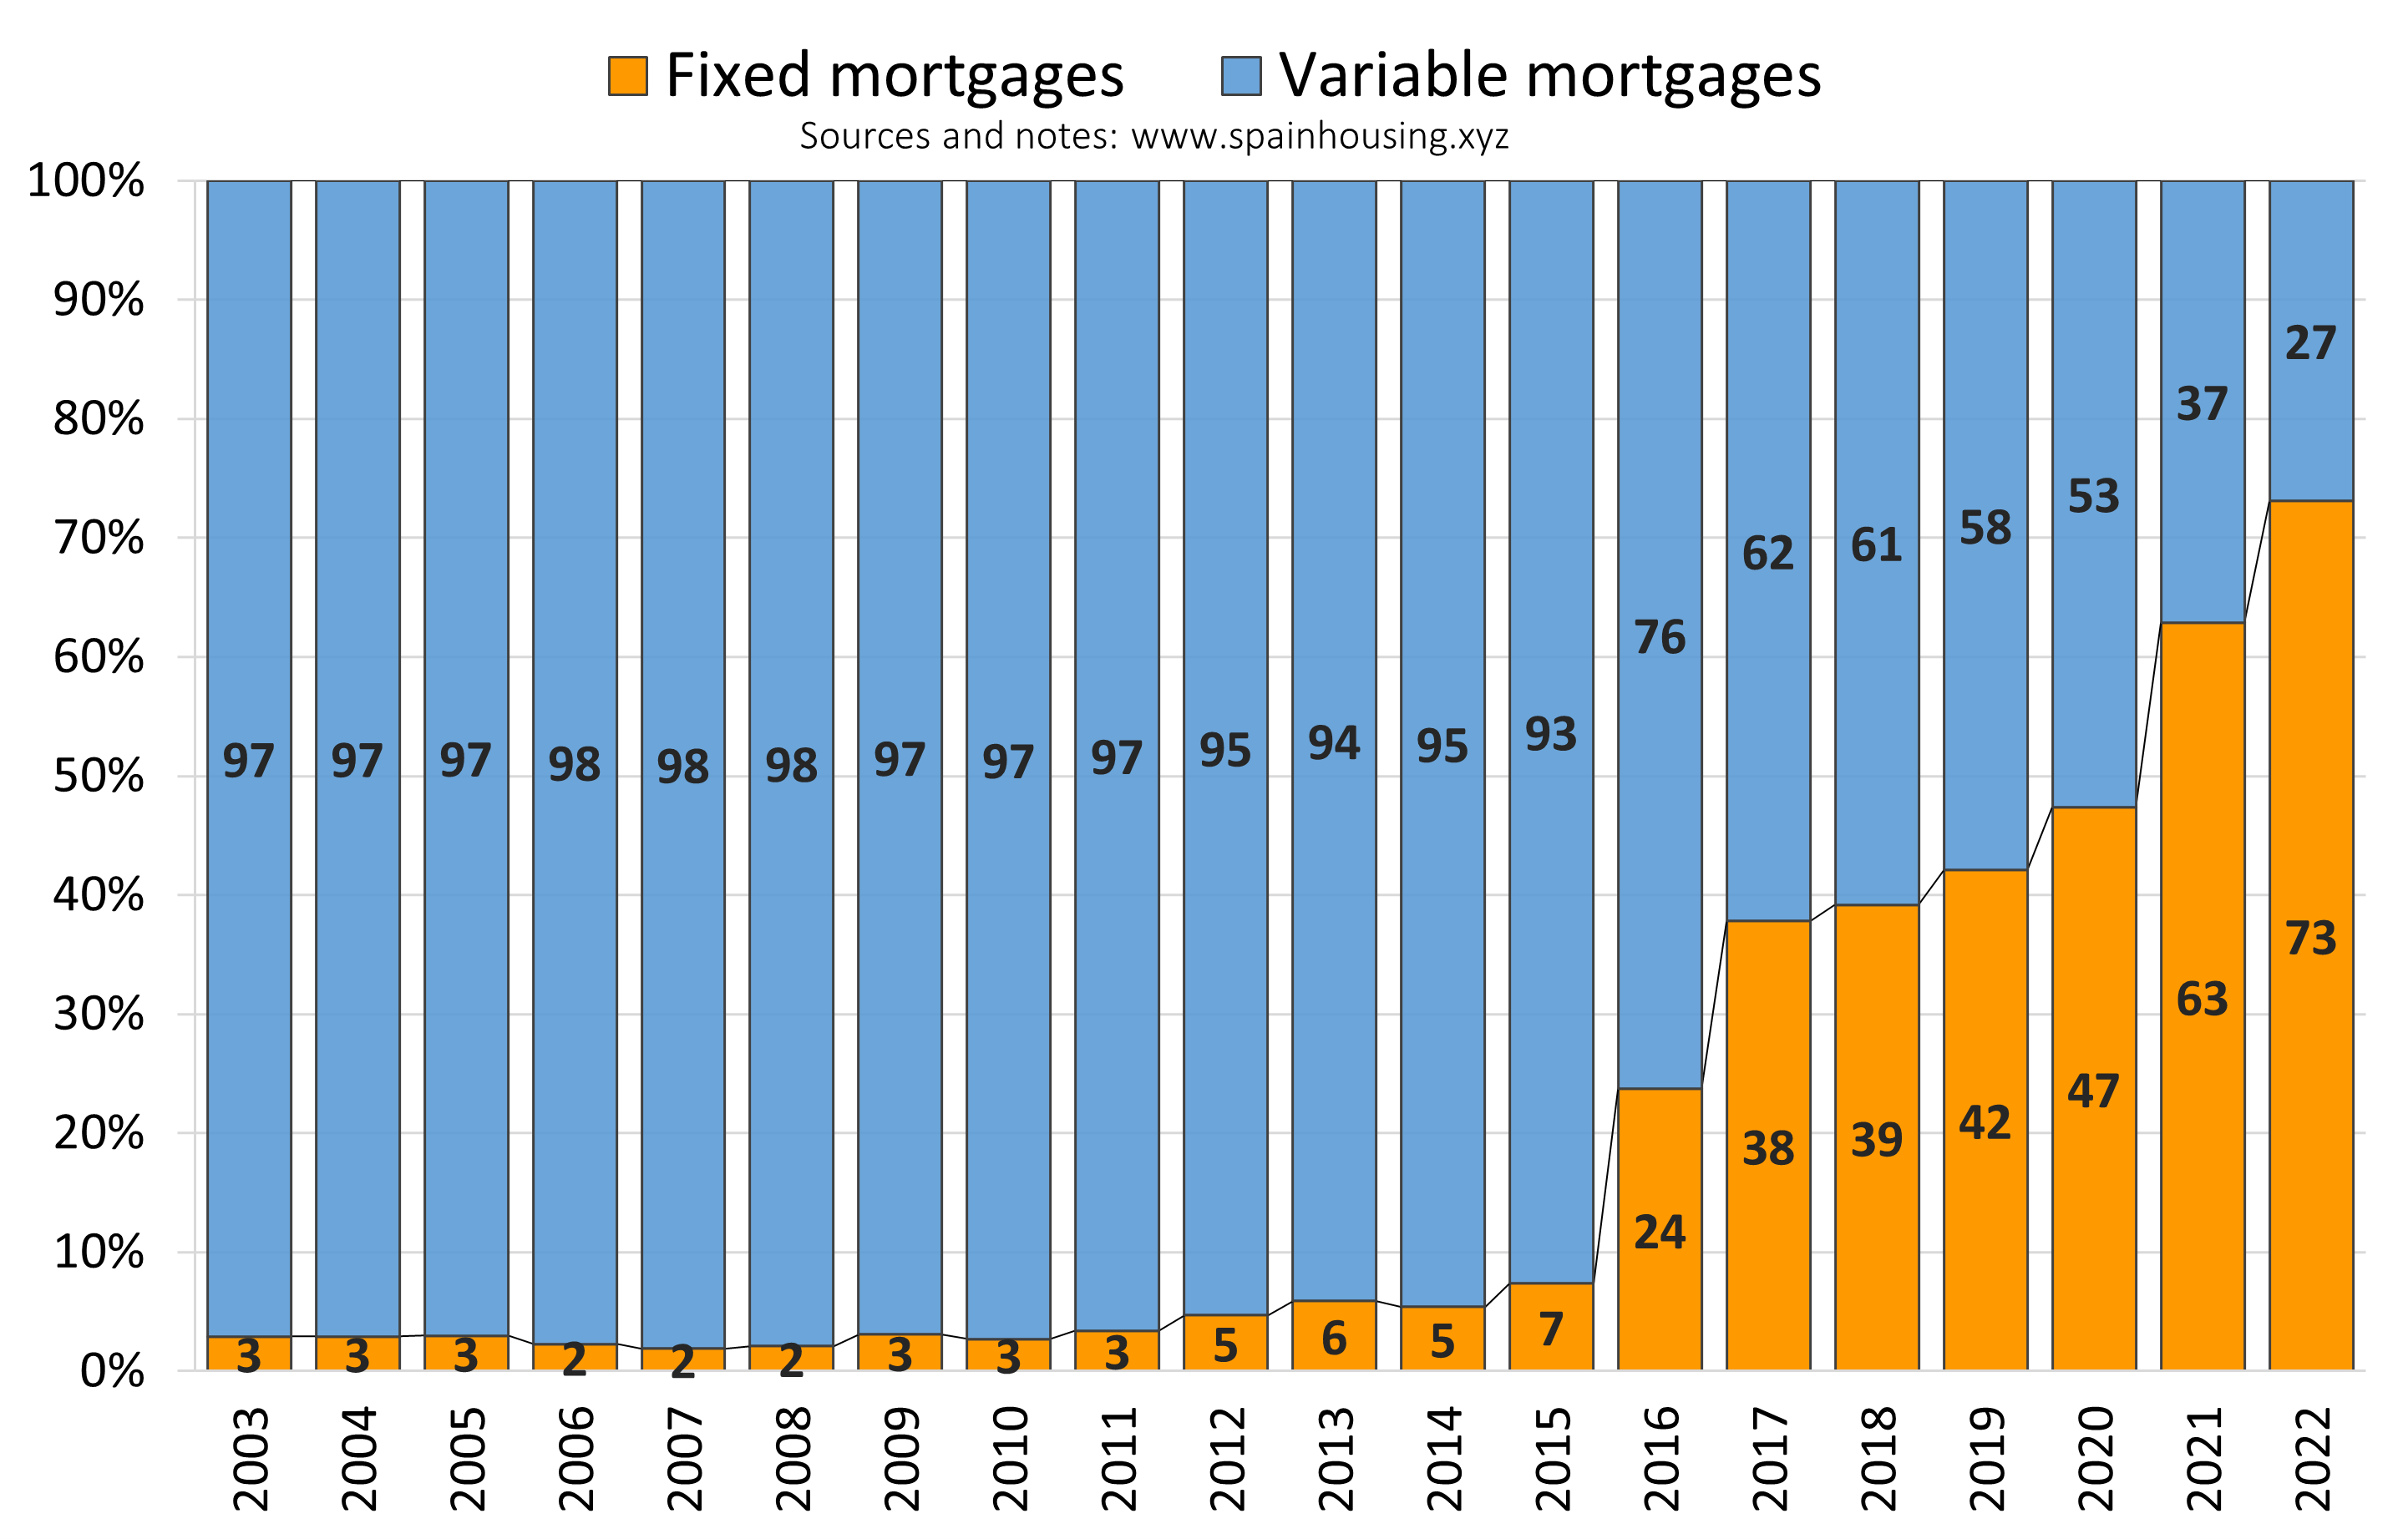 Fixed mortgages Variable mortgages
Sources and notes: www.spainhousing.xyz
100%
90%
80%
70%
60%
50%
40%
30%
20%
10%
0%
97 97 97 98 98 98 97 97 97 95 94 95 93 76 62 61 58 53 37 27
3 3 3 2 2 2 3 3 3 5 6 5 7 24 38 39 42 47 63 73
2003 2004 2005 2006 2007 2008 2009 2010 2011 2012 2013 2014 2015 2016 2017 2018 2019 2020 2021 2022